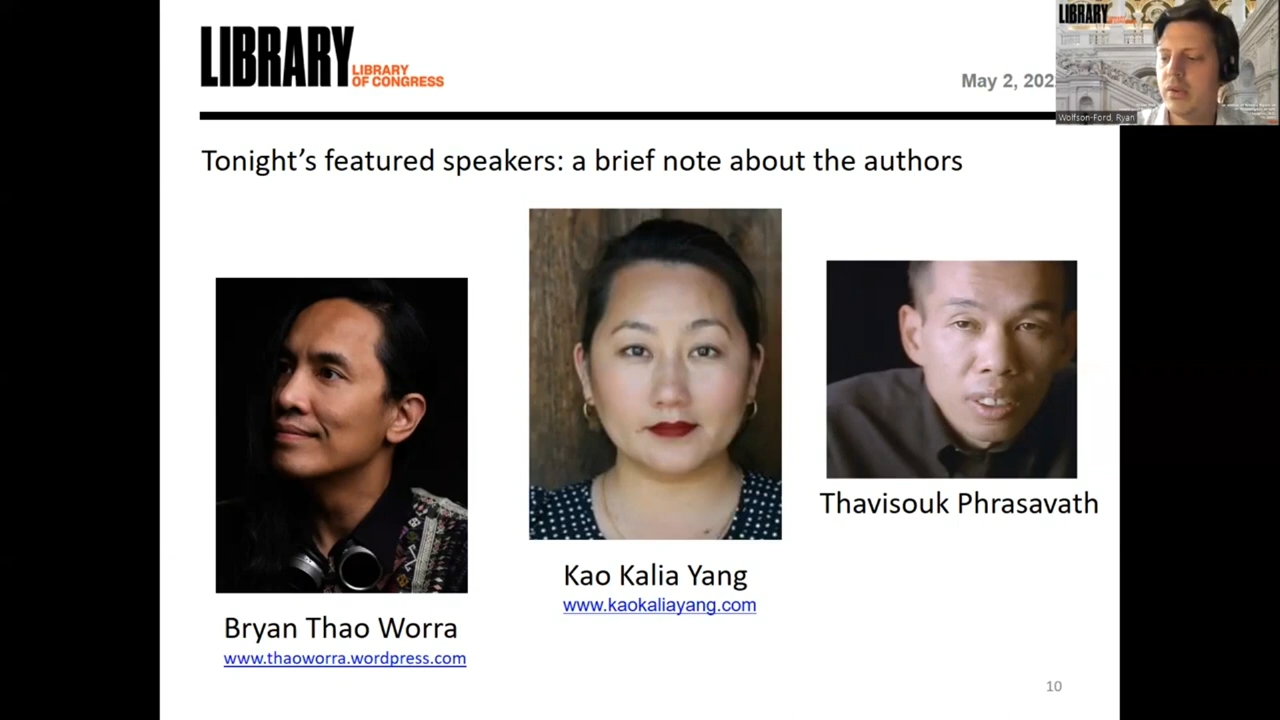 LIBRARY
LIBRARY
OF CONGRESS
May 2, 202
LIBRARY
Wolfson-Ford, Ryan
Tonight's featured speakers: a brief note about the authors
Thavisouk Phrasavath
Kao Kalia Yang
www.kaokaliayang.com
Bryan Thao Worra
www.thaoworra.wordpress.com
10